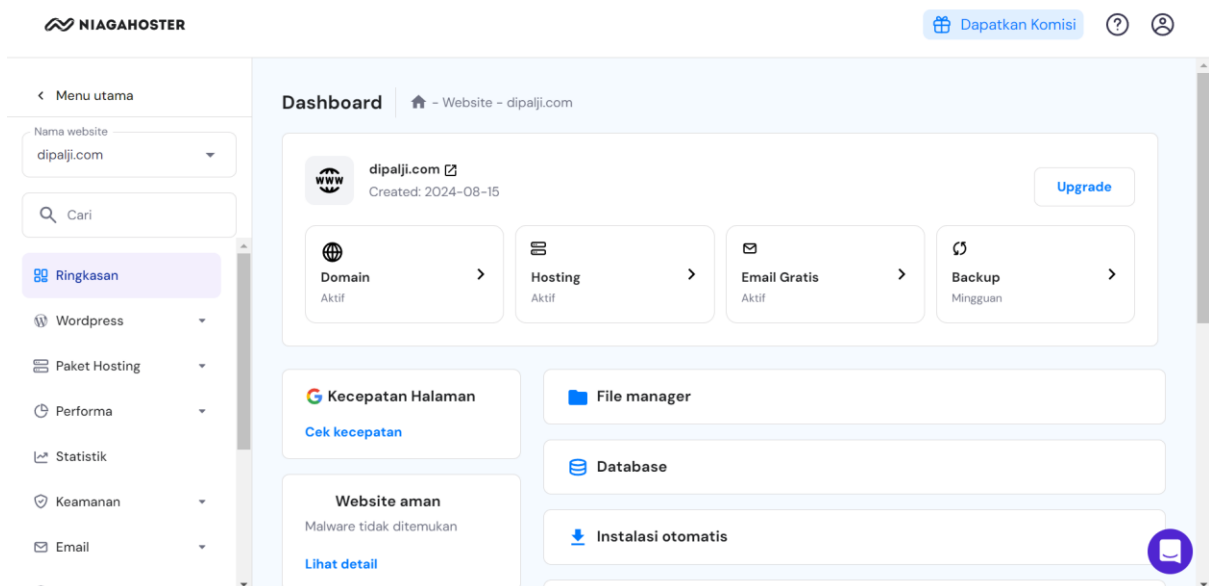 NIAGAHOSTER
Dapatkan Komisi
Menu utama
Nama website
dipalji.com
Cari
Ringkasan
Wordpress
Paket Hosting
Performa
Statistik
Keamanan
Email
Dashboard
- Website - dipalji.com
www
dipalji.com
Created: 2024-08-15
Upgrade
Domain
Aktif
Hosting
Aktif
Email Gratis
Aktif
Backup
Mingguan
Kecepatan Halaman
Cek kecepatan
Website aman
Malware tidak ditemukan
Lihat detail
File manager
Database
Instalasi otomatis